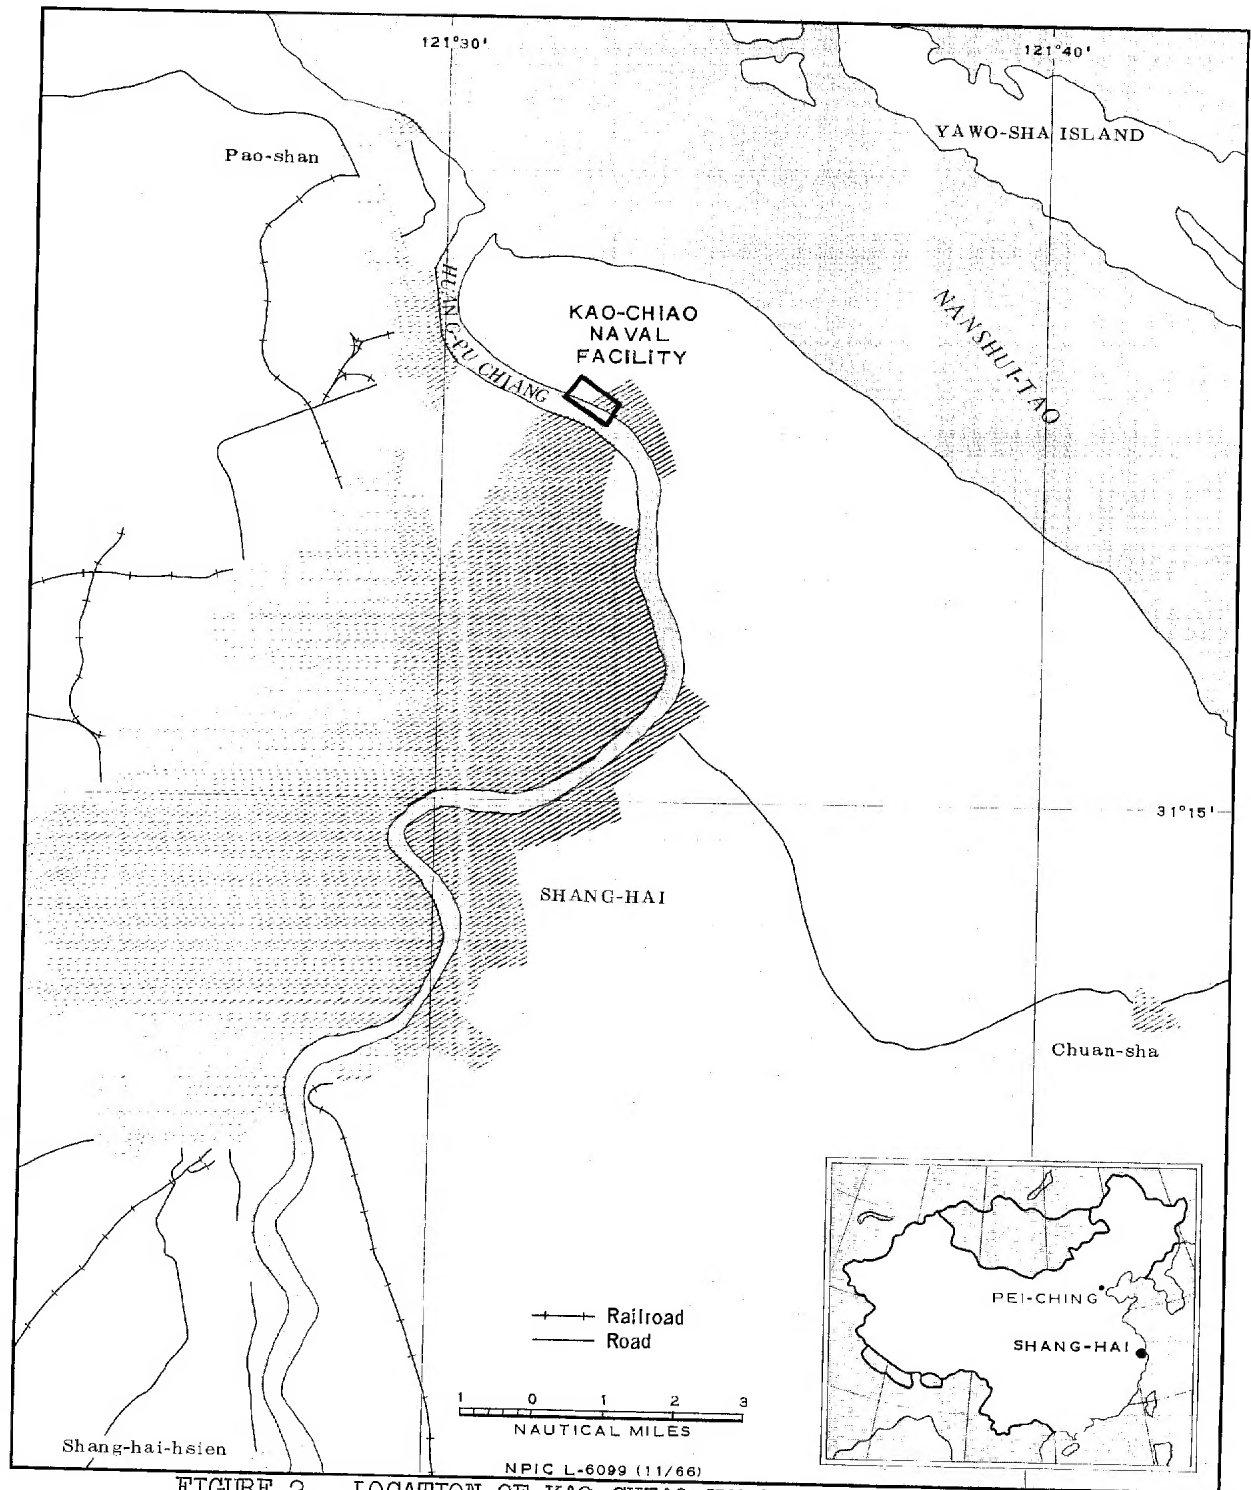 121°30'
121°40'
YAWO-SHA ISLAND
Pao-shan
HUANG-PU CHIANG
KAO-CHIAO
NAVAL
FACILITY
NANSHUI-TAO
31°15'
SHANG-HAI
Chuan-sha
PEI-CHING
SHANG-HAI
Railroad
Road
1 0 1 2 3
NAUTICAL MILES
Shang-hai-hsien
NPIC L-6099 (11/66)
LOCATION OF